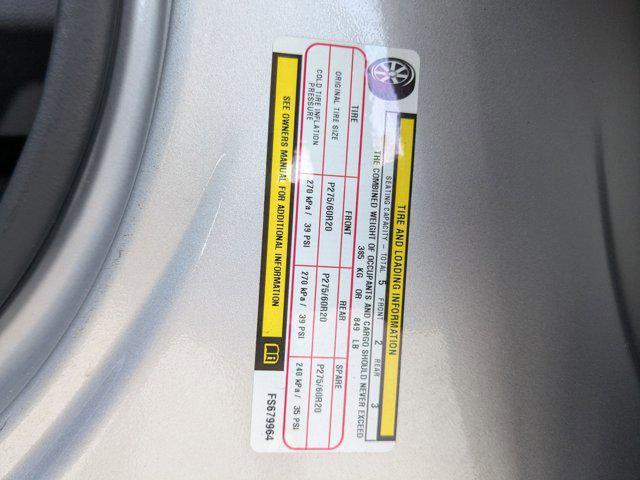 TIRE AND LOADING INFORMATION
SEATING CAPACITY – TOTAL 5 FRONT 2 REAR 3
THE COMBINED WEIGHT OF OCCUPANTS AND CARGO SHOULD NEVER EXCEED
385 KG OR 849 LB
TIRE FRONT REAR SPARE
ORIGINAL TIRE SIZE P275/60R20 P275/60R20 P275/60R20
COLD TIRE INFLATION PRESSURE 270 kPa / 39 PSI 270 kPa / 39 PSI 240 kPa / 35 PSI
SEE OWNERS MANUAL FOR ADDITIONAL INFORMATION
FS679964